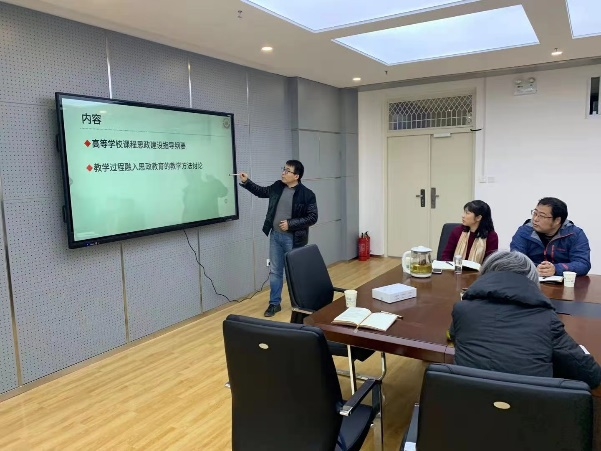 内容
高等学校课程思政建设指导纲要
教学过程融入思政教育的教学方法讨论